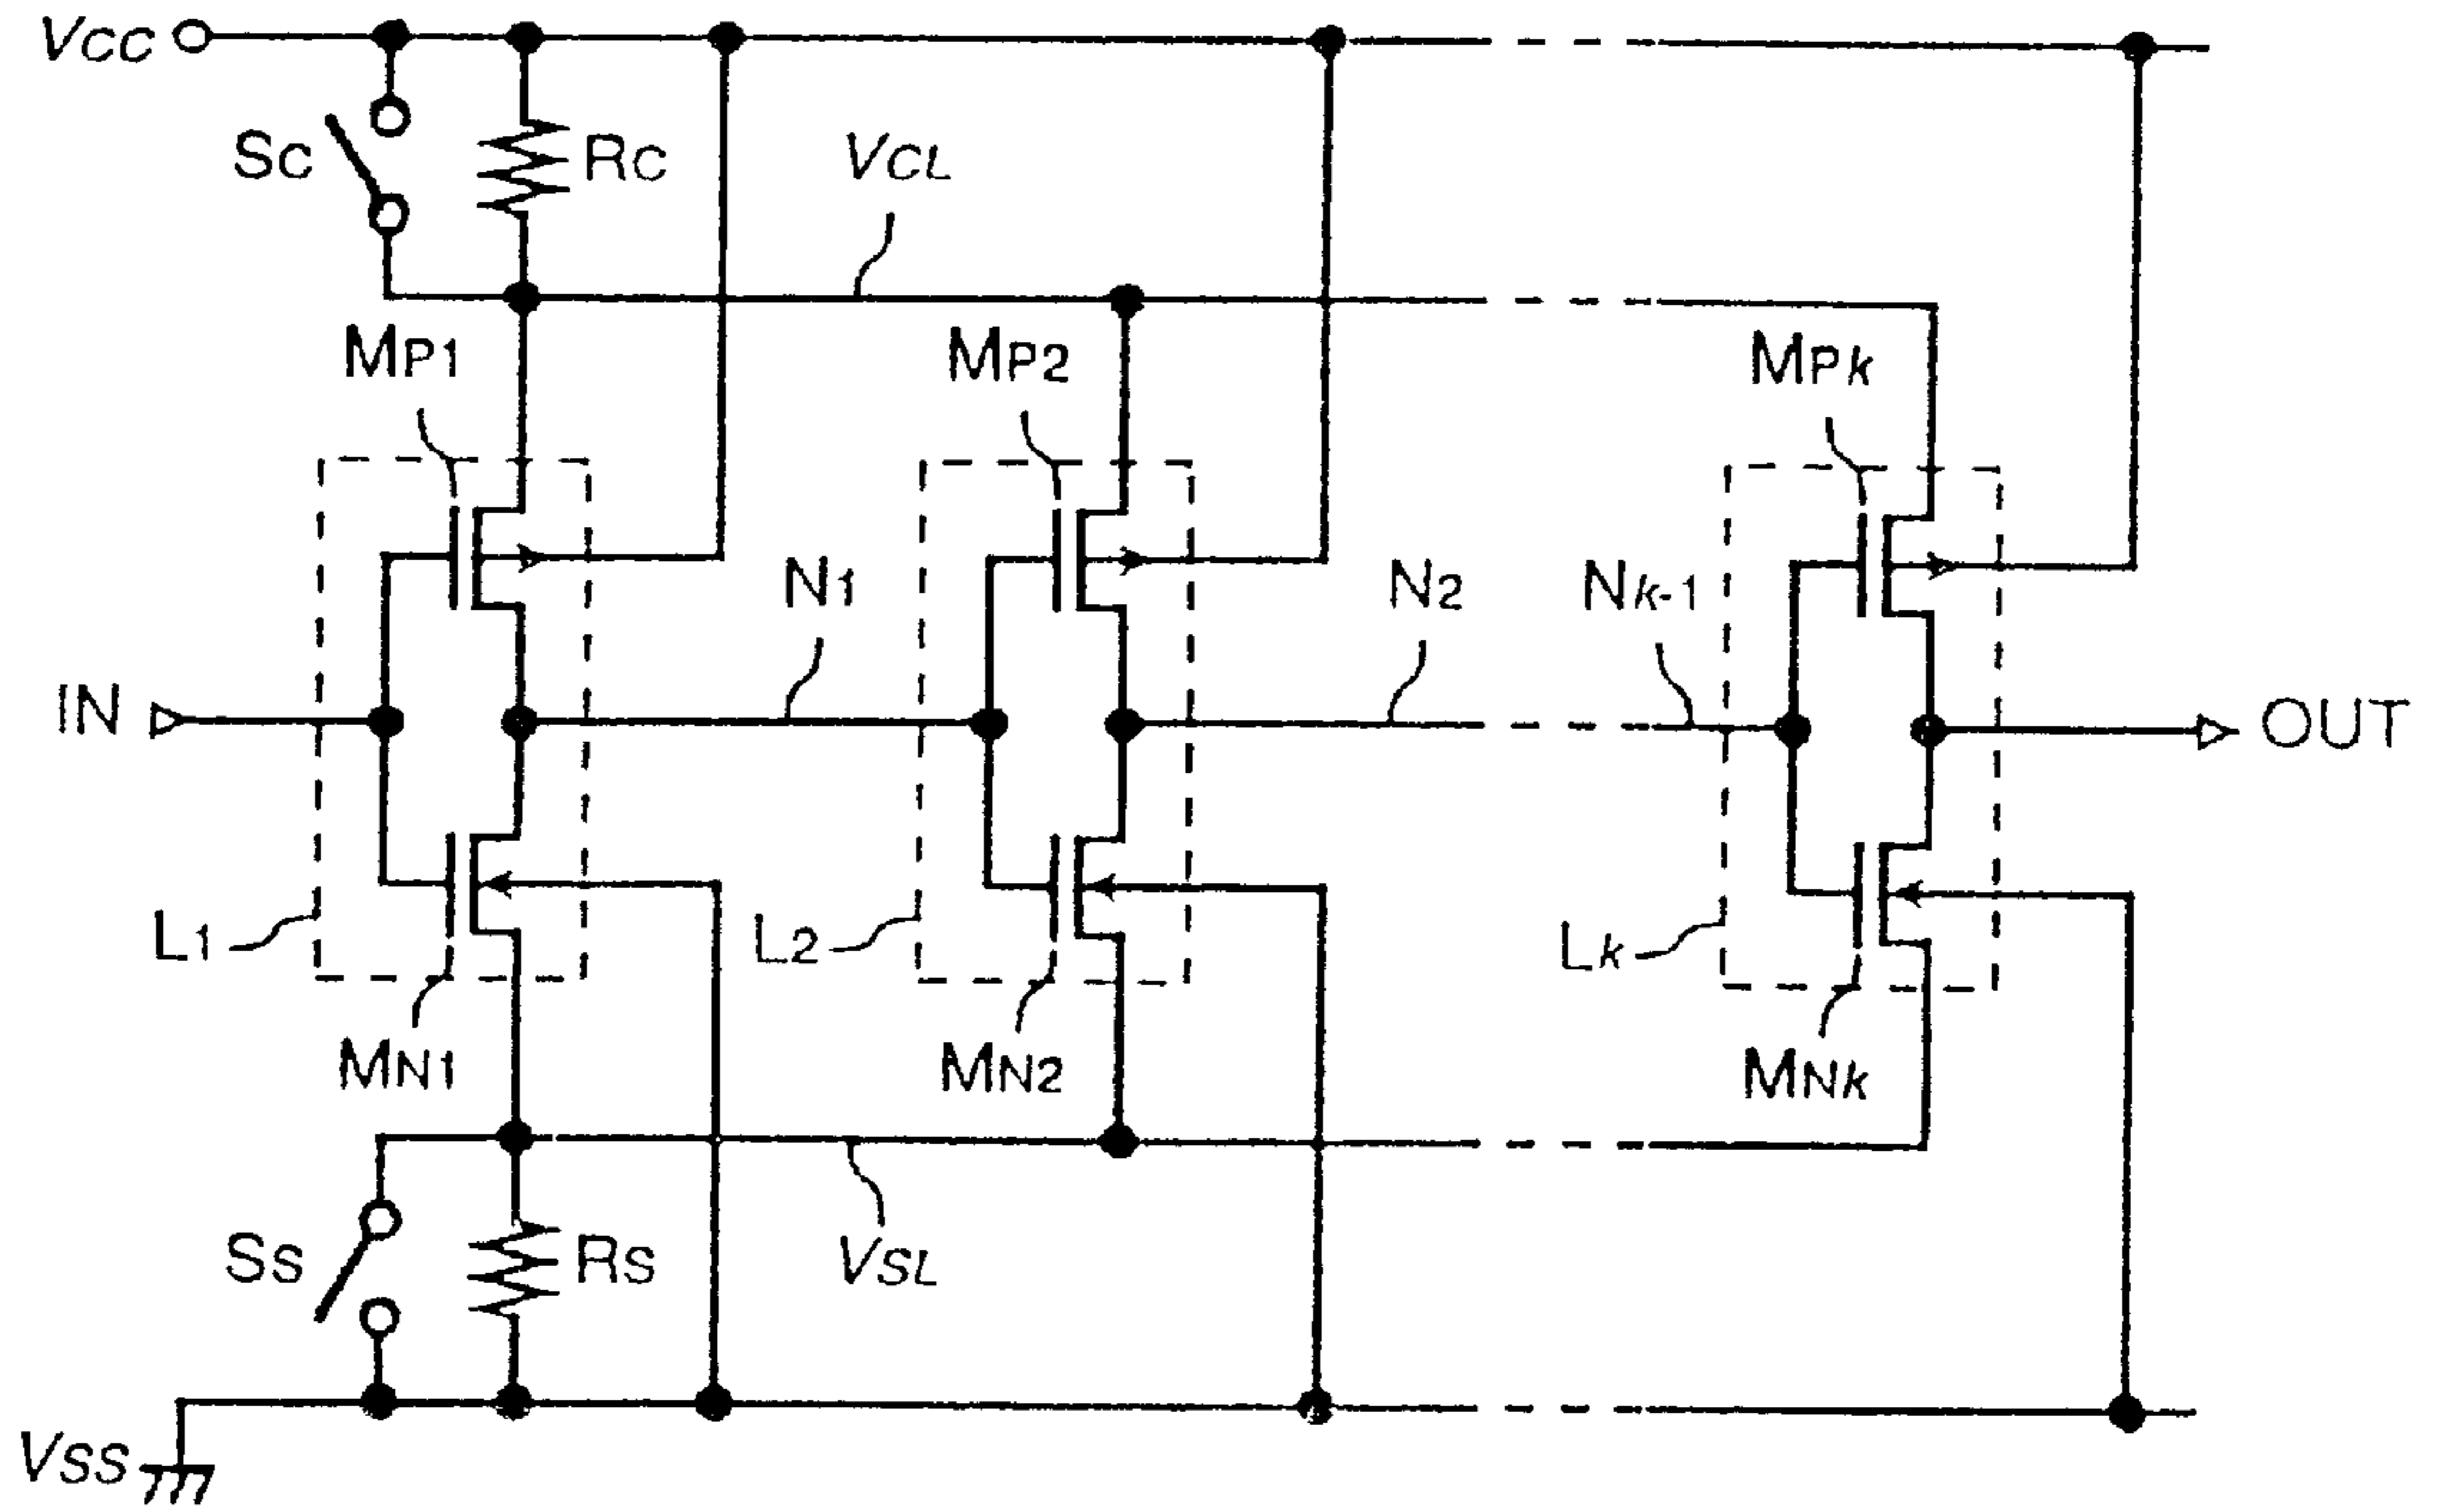 VCC
SC
RC
VCL
MP1
MP2
MPk
N1
N2
Nk-1
IN
OUT
L1
L2
Lk
MN1
MN2
MNk
SS
RS
VSL
VSS